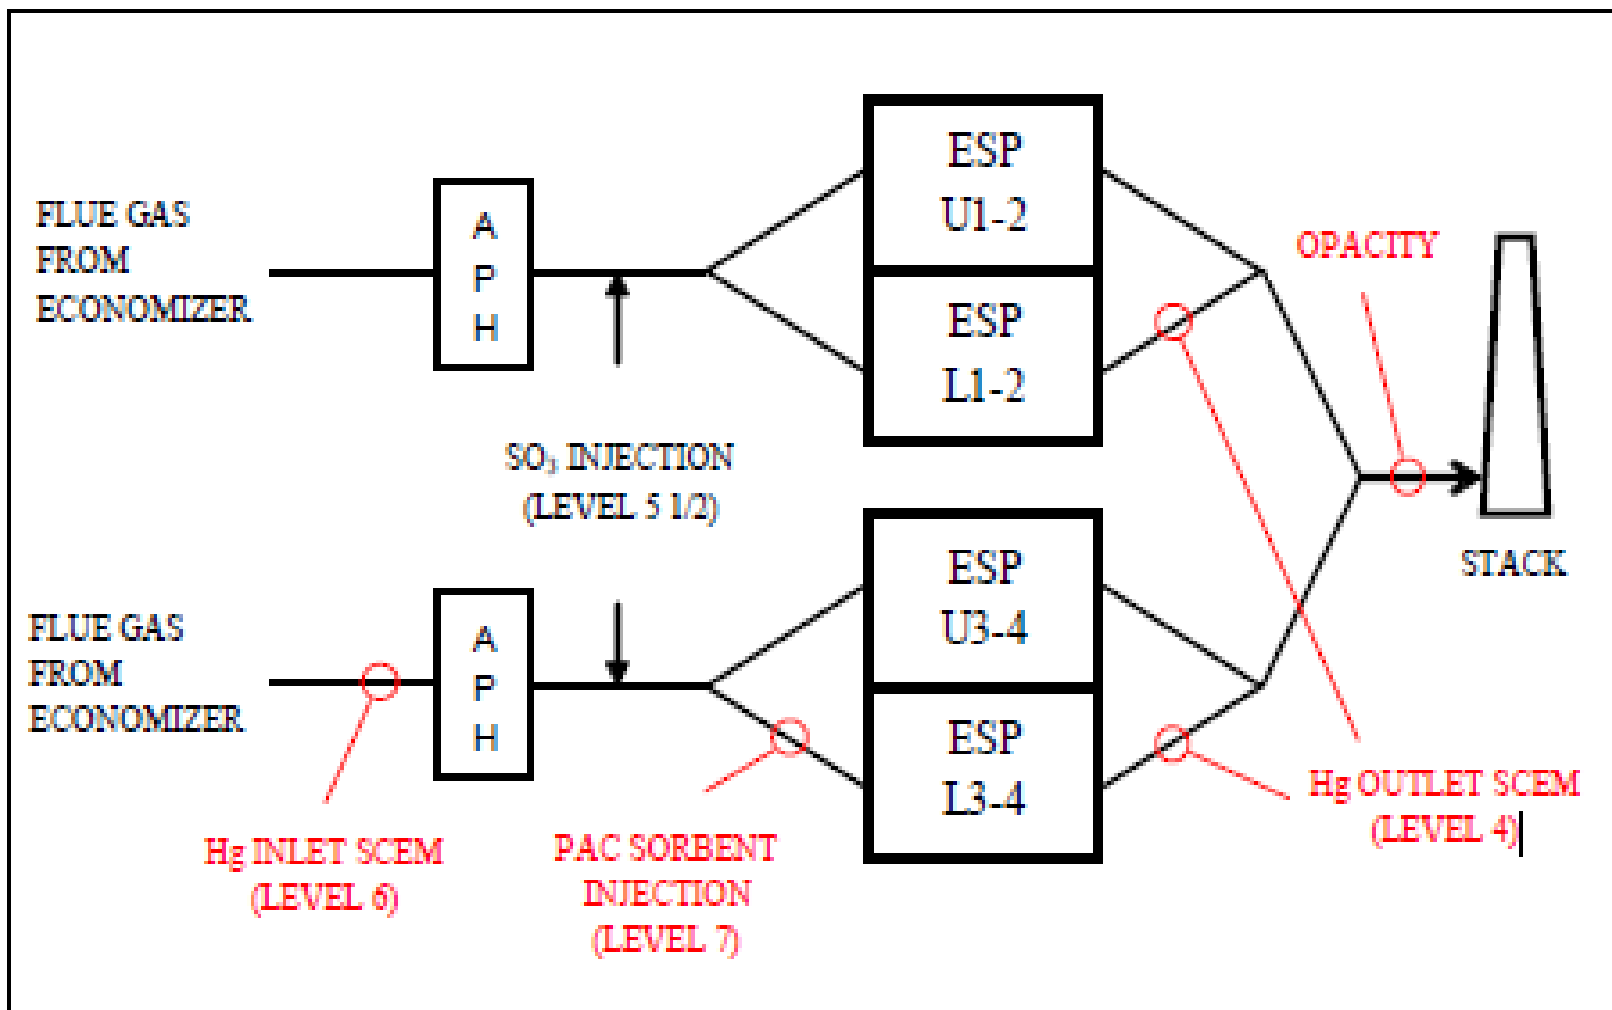 FLUE GAS
FROM
ECONOMIZER
A
P
H
SO₃ INJECTION
(LEVEL 5 1/2)
ESP
U1-2
ESP
L1-2
OPACITY
STACK
FLUE GAS
FROM
ECONOMIZER
A
P
H
ESP
U3-4
ESP
L3-4
Hg INLET SCEM
(LEVEL 6)
PAC SORBENT
INJECTION
(LEVEL 7)
Hg OUTLET SCEM
(LEVEL 4)